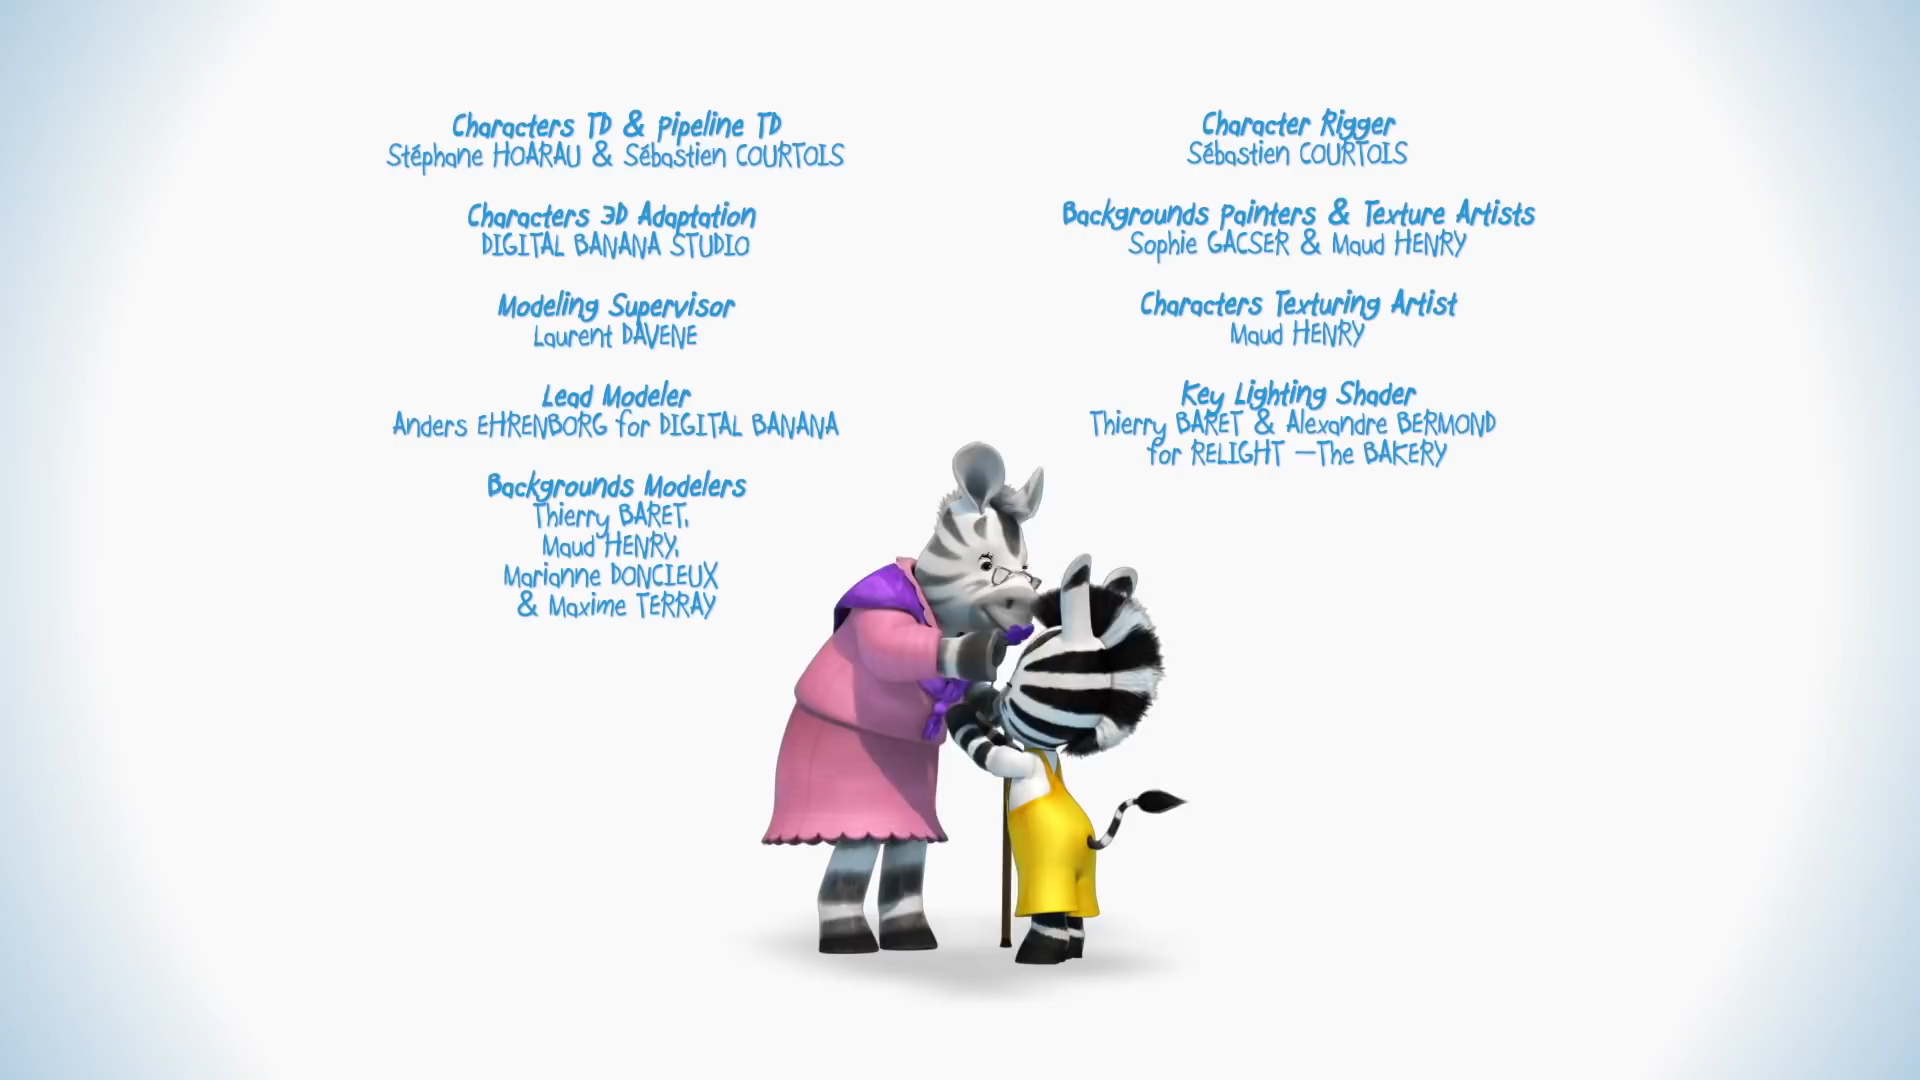 Characters TD & Pipeline TD
Stéphane HOARAU & Sébastien COURTOIS
Characters 3D Adaptation
DIGITAL BANANA STUDIO
Modeling Supervisor
Laurent DAVENE
Lead Modeler
Anders EHRENBORG for DIGITAL BANANA
Backgrounds Modelers
Thierry BARET,
Maud HENRY,
Marianne DONCIEUX
& Maxime TERRAY
Character Rigger
Sébastien COURTOIS
Backgrounds Painters & Texture Artists
Sophie GACSER & Maud HENRY
Characters Texturing Artist
Maud HENRY
Key Lighting Shader
Thierry BARET & Alexandre BERMOND
for RELIGHT –The BAKERY